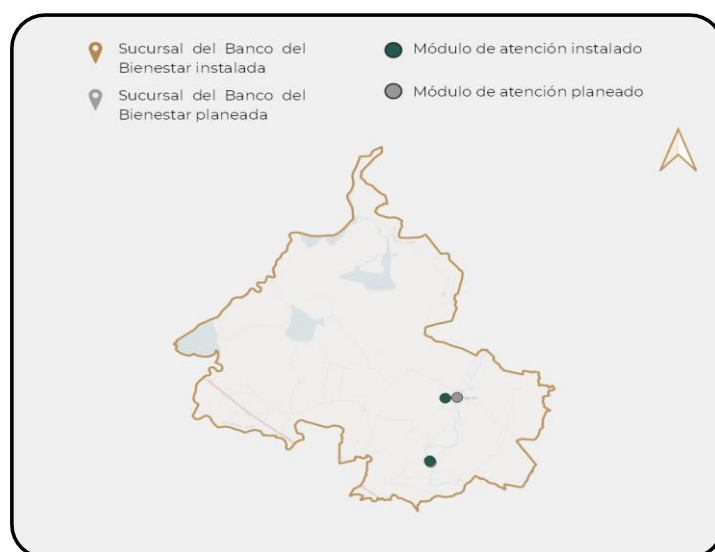 Sucursal del Banco del
Bienestar instalada
Sucursal del Banco del
Bienestar planeada
Módulo de atención instalado
Módulo de atención planeado